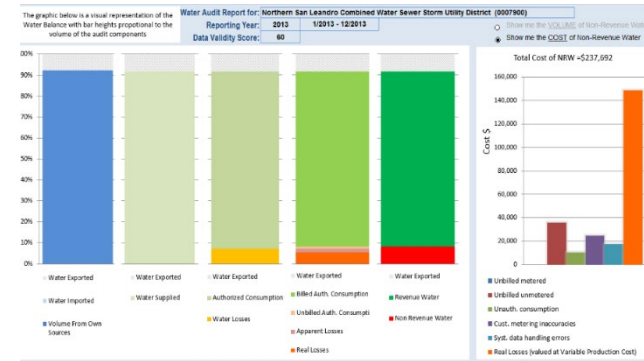 The graphic below is a visual representation of the
Water Balance with bar heights propotional to the
volume of the audit components
Water Audit Report for: Northern San Leandro Combined Water Sewer Storm Utility District (0007900)
Reporting Year: 2013 1/2013 - 12/2013
Data Validity Score: 60
Show me the VOLUME of Non-Revenue Wat
Show me the COST of Non-Revenue Water
00%
90%
80%
70%
60%
50%
40%
30%
20%
10%
0%
Water Exported
Water Imported
Volume From Own
Sources
Water Exported
Water Supplied
Water Exported
Authorized Consumption
Water Losses
Water Exported
Billed Auth. Consumption
Unbilled Auth. Consumpti
Apparent Losses
Real Losses
Water Exported
Revenue Water
Non Revenue Water
Total Cost of NRW =$237,692
Cost $
160,000
140,000
120,000
100,000
80,000
60,000
40,000
20,000
0
Unbilled metered
Unbilled unmetered
Unauth. consumption
Cust. metering inaccuracies
Syst. data handling errors
Real Losses (valued at Variable Production Cost)